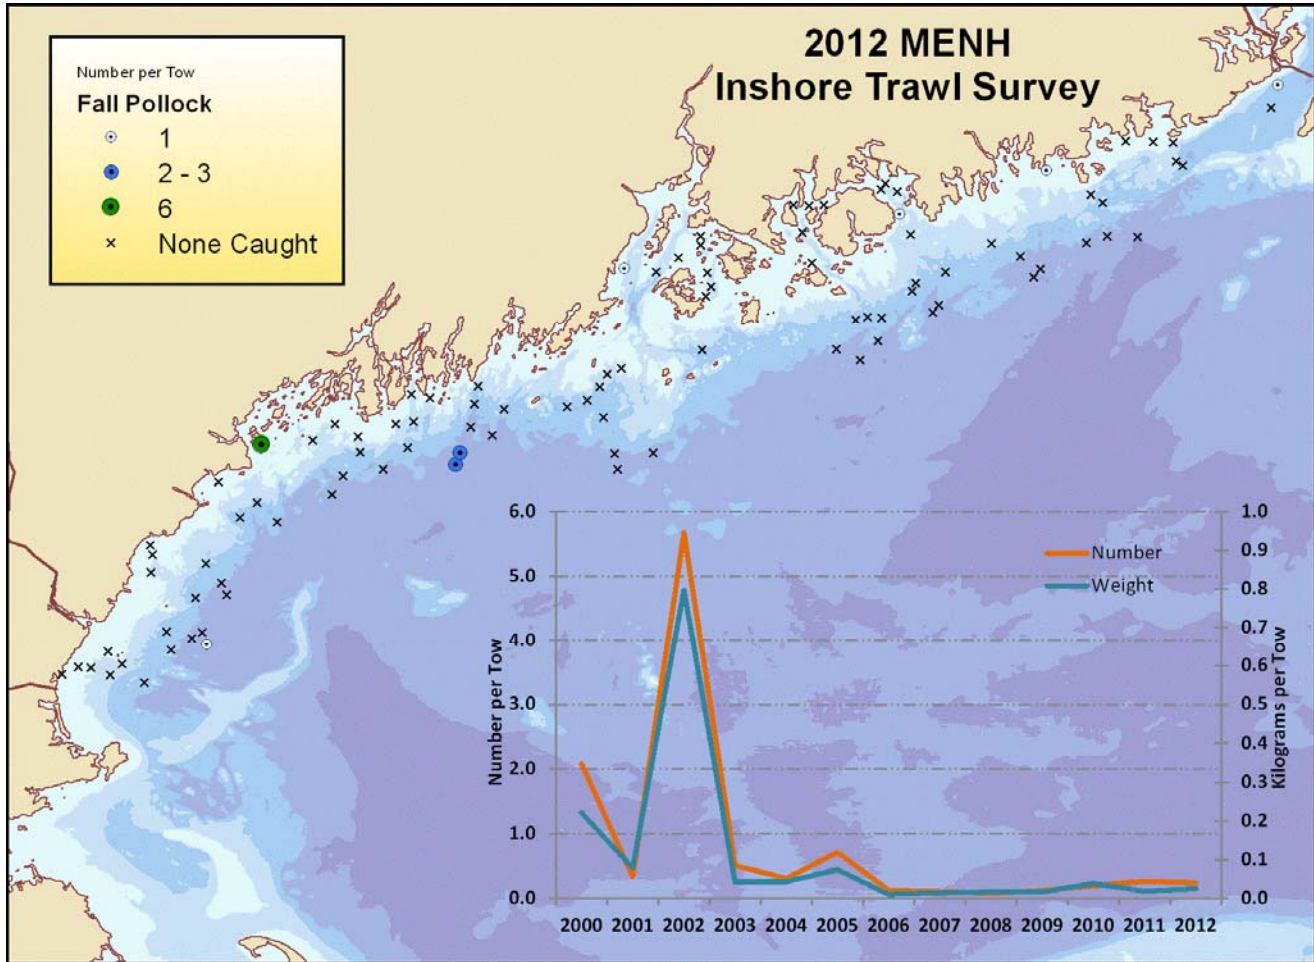 2012 MENH
Inshore Trawl Survey
Number per Tow
Fall Pollock
1
2 - 3
6
None Caught
6.0
5.0
4.0
3.0
2.0
1.0
0.0
Number per Tow
Number
Weight
1.0
0.9
0.8
0.7
0.6
0.5
0.4
0.3
0.2
0.1
0.0
Kilograms per Tow
2000 2001 2002 2003 2004 2005 2006 2007 2008 2009 2010 2011 2012